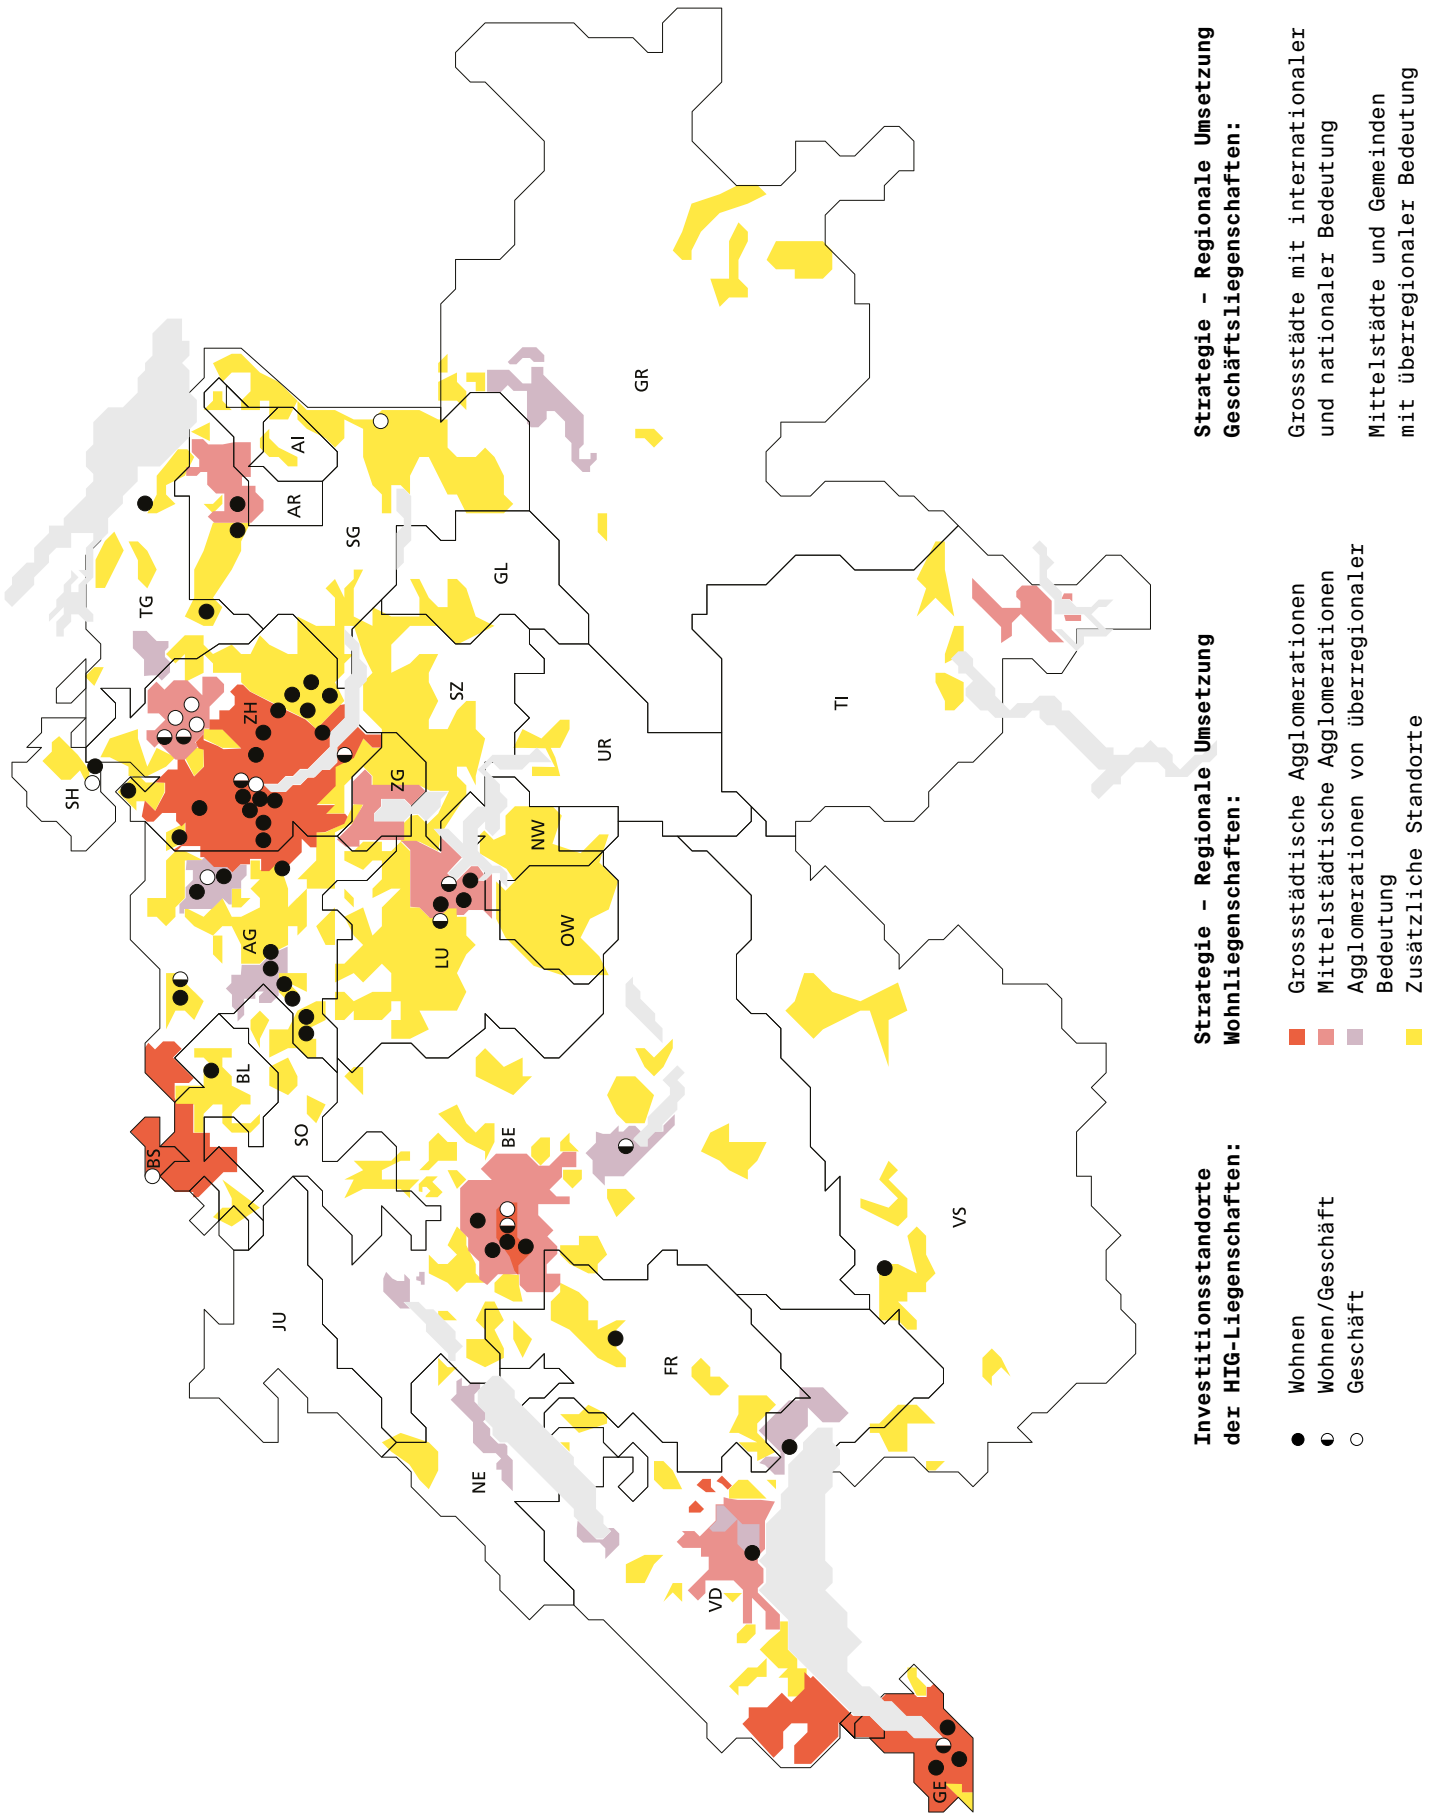 SH
TG
BS
ZH
AG
BL
AI
AR
SG
SO
JU
ZG
SZ
GL
LU
NW
OW
UR
BE
NE
GR
FR
VD
TI
VS
GE
Investitionsstandorte
der HIG-Liegenschaften:
Wohnen
Wohnen/Geschäft
Geschäft
Strategie – Regionale Umsetzung
Wohnliegenschaften:
Grossstädtische Agglomerationen
Mittelstädtische Agglomerationen
Agglomerationen von überregionaler
Bedeutung
Zusätzliche Standorte
Strategie – Regionale Umsetzung
Geschäftsliegenschaften:
Grossstädte mit internationaler
und nationaler Bedeutung
Mittelstädte und Gemeinden
mit überregionaler Bedeutung